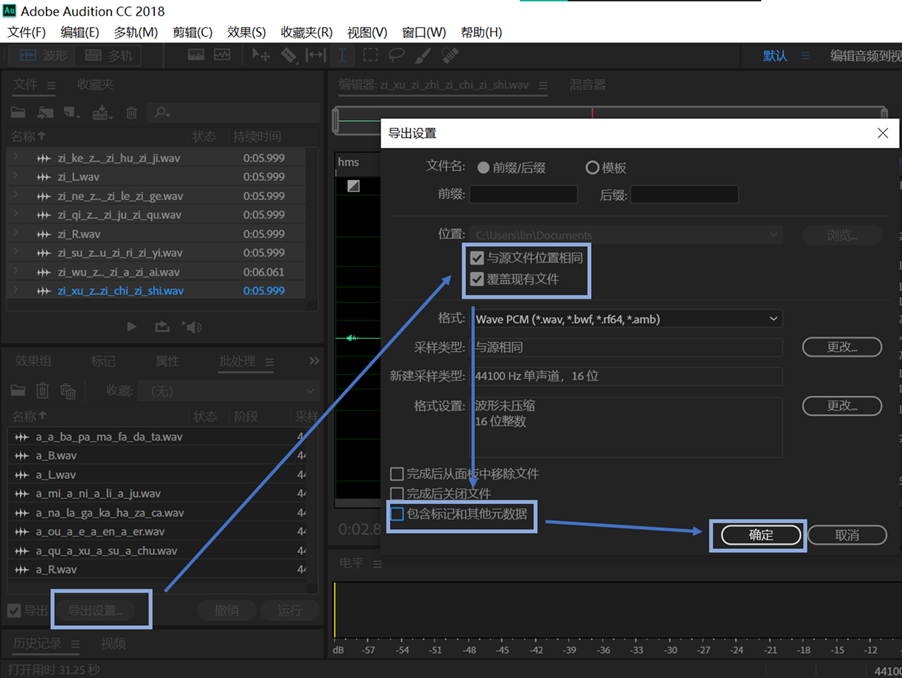 Adobe Audition CC 2018
文件(F) 编辑(E) 多轨(M) 剪辑(C) 效果(S) 收藏夹(R) 视图(V) 窗口(W) 帮助(H)
波形 多轨 默认 编辑音频到视
文件 收藏夹
名称 状态 持续时间
zi_ke_z..._zi_hu_zi_ji.wav 0:05.999
zi_L.wav 0:05.999
zi_ne_z..._zi_le_zi_ge.wav 0:05.999
zi_qi_z..._zi_ju_zi_qu.wav 0:05.999
zi_R.wav 0:05.999
zi_su_z...u_zi_ri_zi_yi.wav 0:05.999
zi_wu_z..._zi_a_zi_ai.wav 0:06.061
zi_xu_z...zi_chi_zi_shi.wav 0:05.999
效果组 标记 属性 批处理
收藏: (无)
名称 状态 阶段 采样
a_a_ba_pa_ma_fa_da_ta.wav 44
a_B.wav 44
a_L.wav 44
a_mi_a_ni_a_li_a_ju.wav 44
a_na_la_ga_ka_ha_za_ca.wav 44
a_ou_a_e_a_en_a_er.wav 44
a_qu_a_xu_a_su_a_chu.wav 44
a_R.wav 44
导出 导出设置... 撤销 运行
历史记录 视频
打开用时 31.25 秒
编辑器: zi_xu_zi_zhi_zi_chi_zi_shi.wav 混音器
hms
导出设置
文件名: 前缀/后缀 模板
前缀: 后缀:
位置: C:\Users\lin\Documents 浏览...
与源文件位置相同
覆盖现有文件
格式: Wave PCM (*.wav, *.bwf, *.rf64, *.amb)
采样类型: 与源相同 更改...
新建采样类型: 44100 Hz 单声道, 16 位
格式设置: 波形未压缩 更改...
16 位整数
完成后从面板中移除文件
完成后关闭文件
包含标记和其他元数据
确定 取消
0:02.8
电平
dB -57 -54 -51 -48 -45 -42 -39 -36 -33 -30 -27 -24 -21 -18 -15 -12
44100